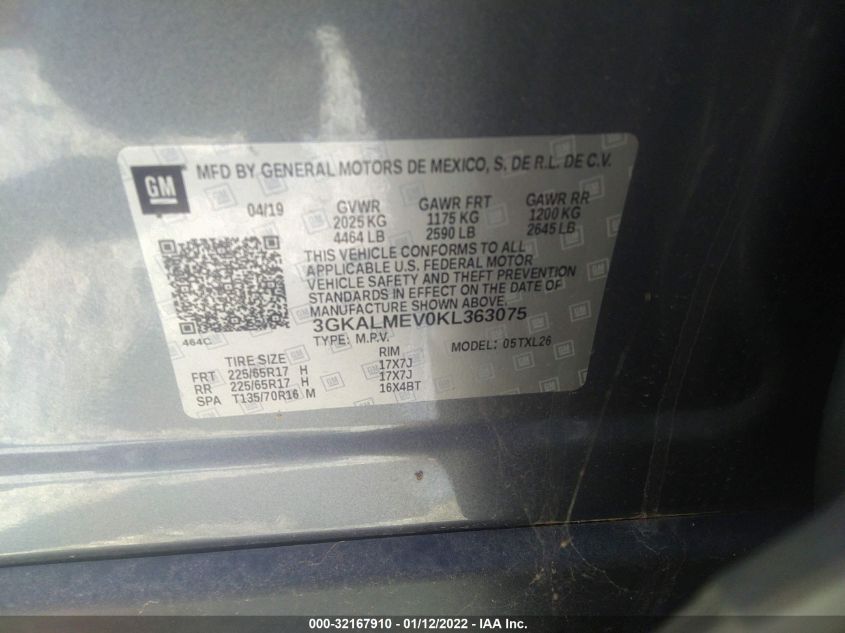 GM
MFD BY GENERAL MOTORS DE MEXICO, S. DE R.L. DE C.V.
04/19 GVWR GAWR FRT GAWR RR
2025 KG 1175 KG 1200 KG
4464 LB 2590 LB 2645 LB
THIS VEHICLE CONFORMS TO ALL
APPLICABLE U.S. FEDERAL MOTOR
VEHICLE SAFETY AND THEFT PREVENTION
STANDARDS IN EFFECT ON THE DATE OF
MANUFACTURE SHOWN ABOVE.
464C 3GKALMEV0KL363075
TYPE: M.P.V. MODEL: 05TXL26
TIRE SIZE RIM
FRT 225/65R17 H 17X7J
RR 225/65R17 H 17X7J
SPA T135/70R16 M 16X4BT
000-32167910 - 01/12/2022 - IAA Inc.